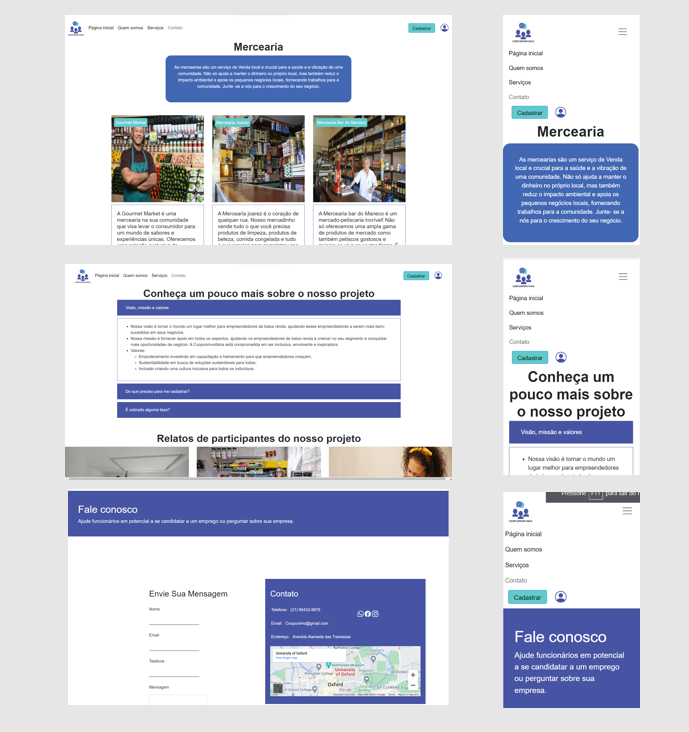 Página inicial Quem somos Serviços Contato
Cadastrar
Mercearia
As mercearias são um serviço de Venda local e crucial para a saúde e a vibração de uma
comunidade. Não só ajuda a manter o dinheiro no próprio local, mas também reduz o
impacto ambiental e apoia os pequenos negócios locais, fornecendo trabalhos para a
comunidade. Junte- se a nós para o crescimento do seu negócio.
Gourmet Market
Mercearia Juarez
Mercearia Bar do Maneco
A Gourmet Market é uma
mercearia na sua comunidade
que visa levar o consumidor para
um mundo de sabores e
experiências únicas. Oferecemos
A Mercearia juarez é o coração de
qualquer rua. Nosso mercadinho
vende tudo o que você precisa
produtos de limpeza, produtos de
beleza, comida congelada e tudo
A Mercearia bar do Maneco é um
mercado-petiscaria incrível! Não
só oferecemos uma ampla gama
de produtos de mercado como
também petiscos gostosos e
Página inicial
Quem somos
Serviços
Contato
Cadastrar
Mercearia
As mercearias são um serviço de Venda
local e crucial para a saúde e a vibração de
uma comunidade. Não só ajuda a manter o
dinheiro no próprio local, mas também
reduz o impacto ambiental e apoia os
pequenos negócios locais, fornecendo
trabalhos para a comunidade. Junte- se a
nós para o crescimento do seu negócio.
Página inicial Quem somos Serviços Contato
Cadastrar
Conheça um pouco mais sobre o nosso projeto
Visão, missão e valores
Nossa visão é tornar o mundo um lugar melhor para empreendedores de baixa renda, ajudando esses empreendedores a serem mais bem-
sucedidos em seus negócios.
Nossa missão é fornecer apoio em todos os aspectos, ajudando os empreendedores de baixa renda a crescer no seu segmento e conquistar
mais oportunidades de negócio. A Coopcomunitária está comprometida em ser inclusiva, envolvente e inspiradora.
Valores:
Empoderamento investindo em capacitação e treinamento para que empreendedores cresçam.
Sustentabilidade em busca de soluções sustentáveis para todos.
Inclusão criando uma cultura inclusiva para todos os indivíduos.
Do que preciso para me cadastrar?
É cobrado alguma taxa?
Relatos de participantes do nosso projeto
Página inicial
Quem somos
Serviços
Contato
Cadastrar
Conheça um
pouco mais sobre
o nosso projeto
Visão, missão e valores
Nossa visão é tornar o mundo um
lugar melhor para empreendedores
Fale conosco
Ajude funcionários em potencial a se candidatar a um emprego ou perguntar sobre sua empresa.
Envie Sua Mensagem
Nome
Email
Telefone
Mensagem
Contato
Telefone: (21) 95432-9876
Email: Coopunimo@gmail.com
Endereço: Avenida Alameda das Travessas
University of Oxford
University of
Oxford
Oxford
Pressione F11 para sair do
Página inicial
Quem somos
Serviços
Contato
Cadastrar
Fale conosco
Ajude funcionários em potencial
a se candidatar a um emprego
ou perguntar sobre sua
empresa.